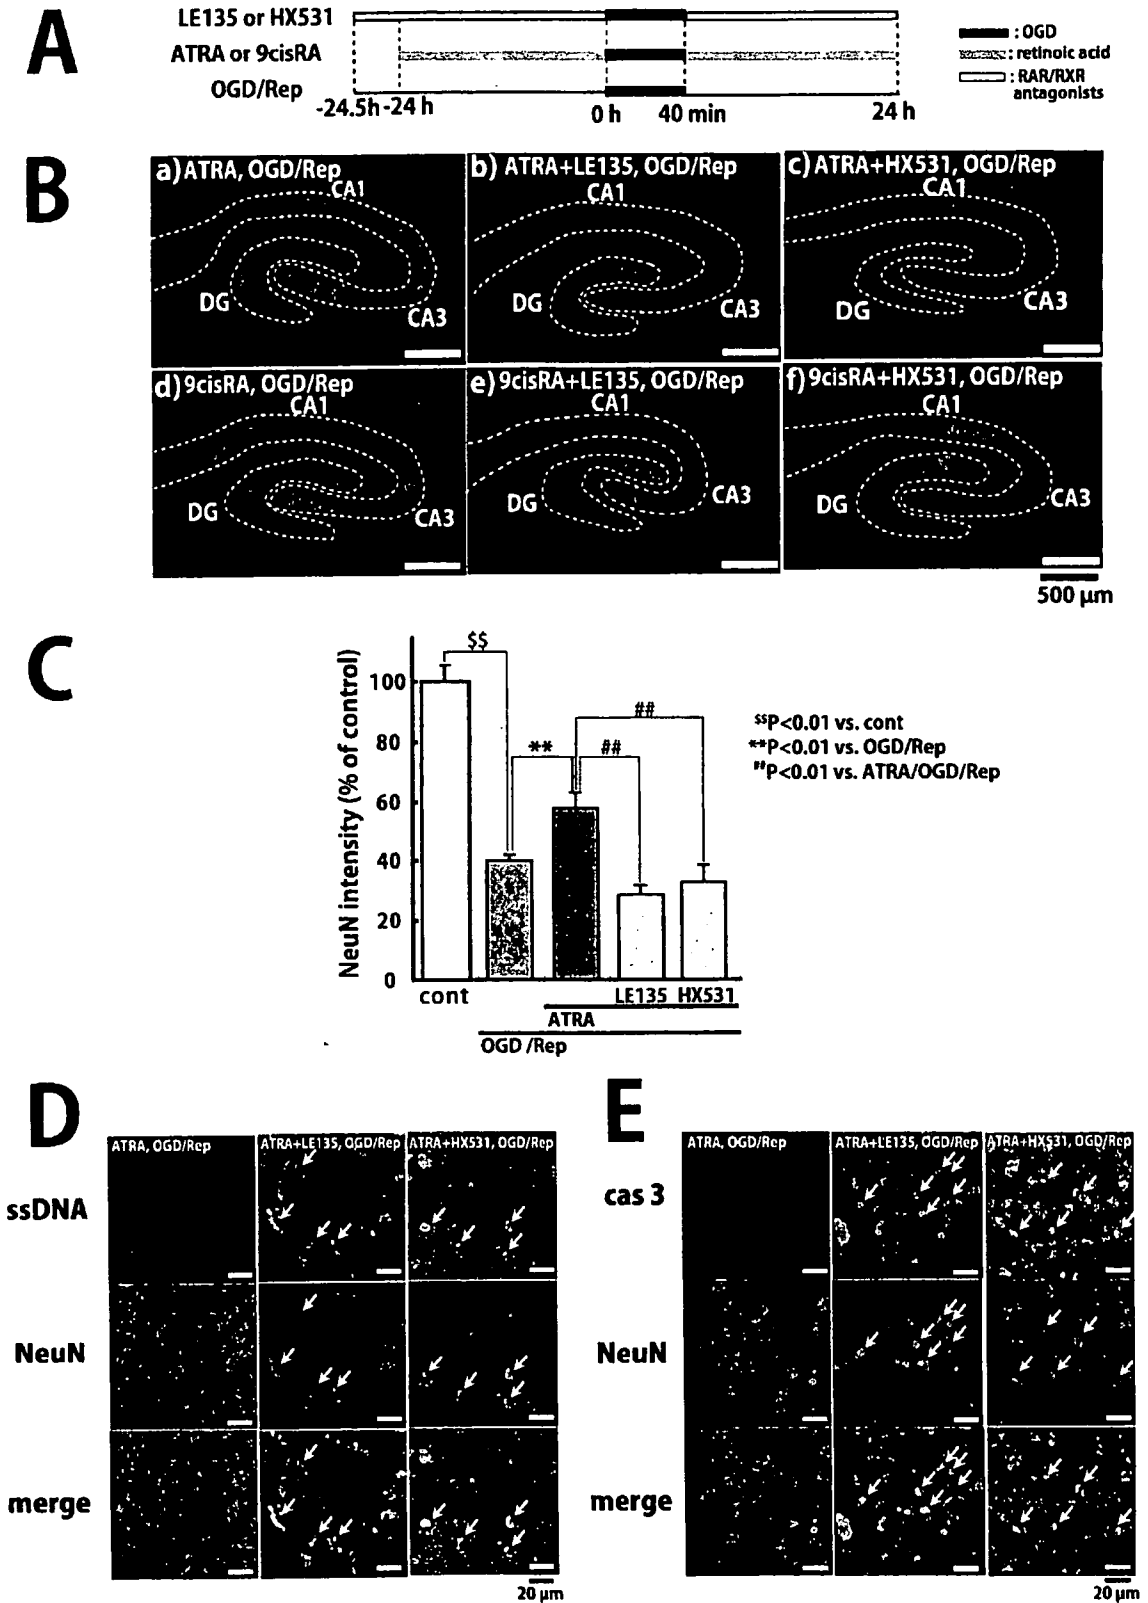 A
LE135 or HX531
ATRA or 9cisRA
OGD/Rep
-24.5h -24 h
0 h
40 min
24 h
: OGD
: retinoic acid
: RAR/RXR
antagonists
B
a) ATRA, OGD/Rep
CA1
DG
CA3
b) ATRA+LE135, OGD/Rep
CA1
DG
CA3
c) ATRA+HX531, OGD/Rep
CA1
DG
CA3
d) 9cisRA, OGD/Rep
CA1
DG
CA3
e) 9cisRA+LE135, OGD/Rep
CA1
DG
CA3
f) 9cisRA+HX531, OGD/Rep
CA1
DG
CA3
500 μm
C
NeuN intensity (% of control)
100
80
60
40
20
0
$$
**
##
##
$$P<0.01 vs. cont
**P<0.01 vs. OGD/Rep
##P<0.01 vs. ATRA/OGD/Rep
cont
LE135 HX531
ATRA
OGD /Rep
D
ATRA, OGD/Rep
ATRA+LE135, OGD/Rep
ATRA+HX531, OGD/Rep
ssDNA
NeuN
merge
20 μm
E
ATRA, OGD/Rep
ATRA+LE135, OGD/Rep
ATRA+HX531, OGD/Rep
cas 3
NeuN
merge
20 μm